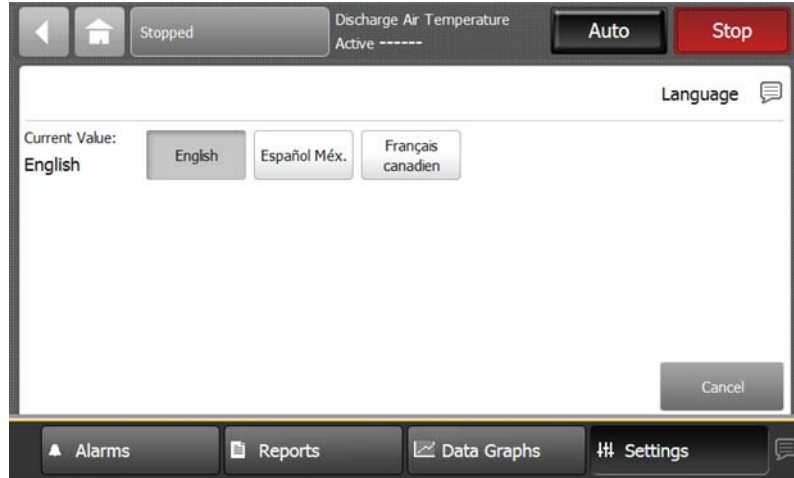 Stopped
Discharge Air Temperature
Active ------
Auto
Stop
Language
Current Value:
English
English
Español Méx.
Français
canadien
Cancel
Alarms
Reports
Data Graphs
Settings